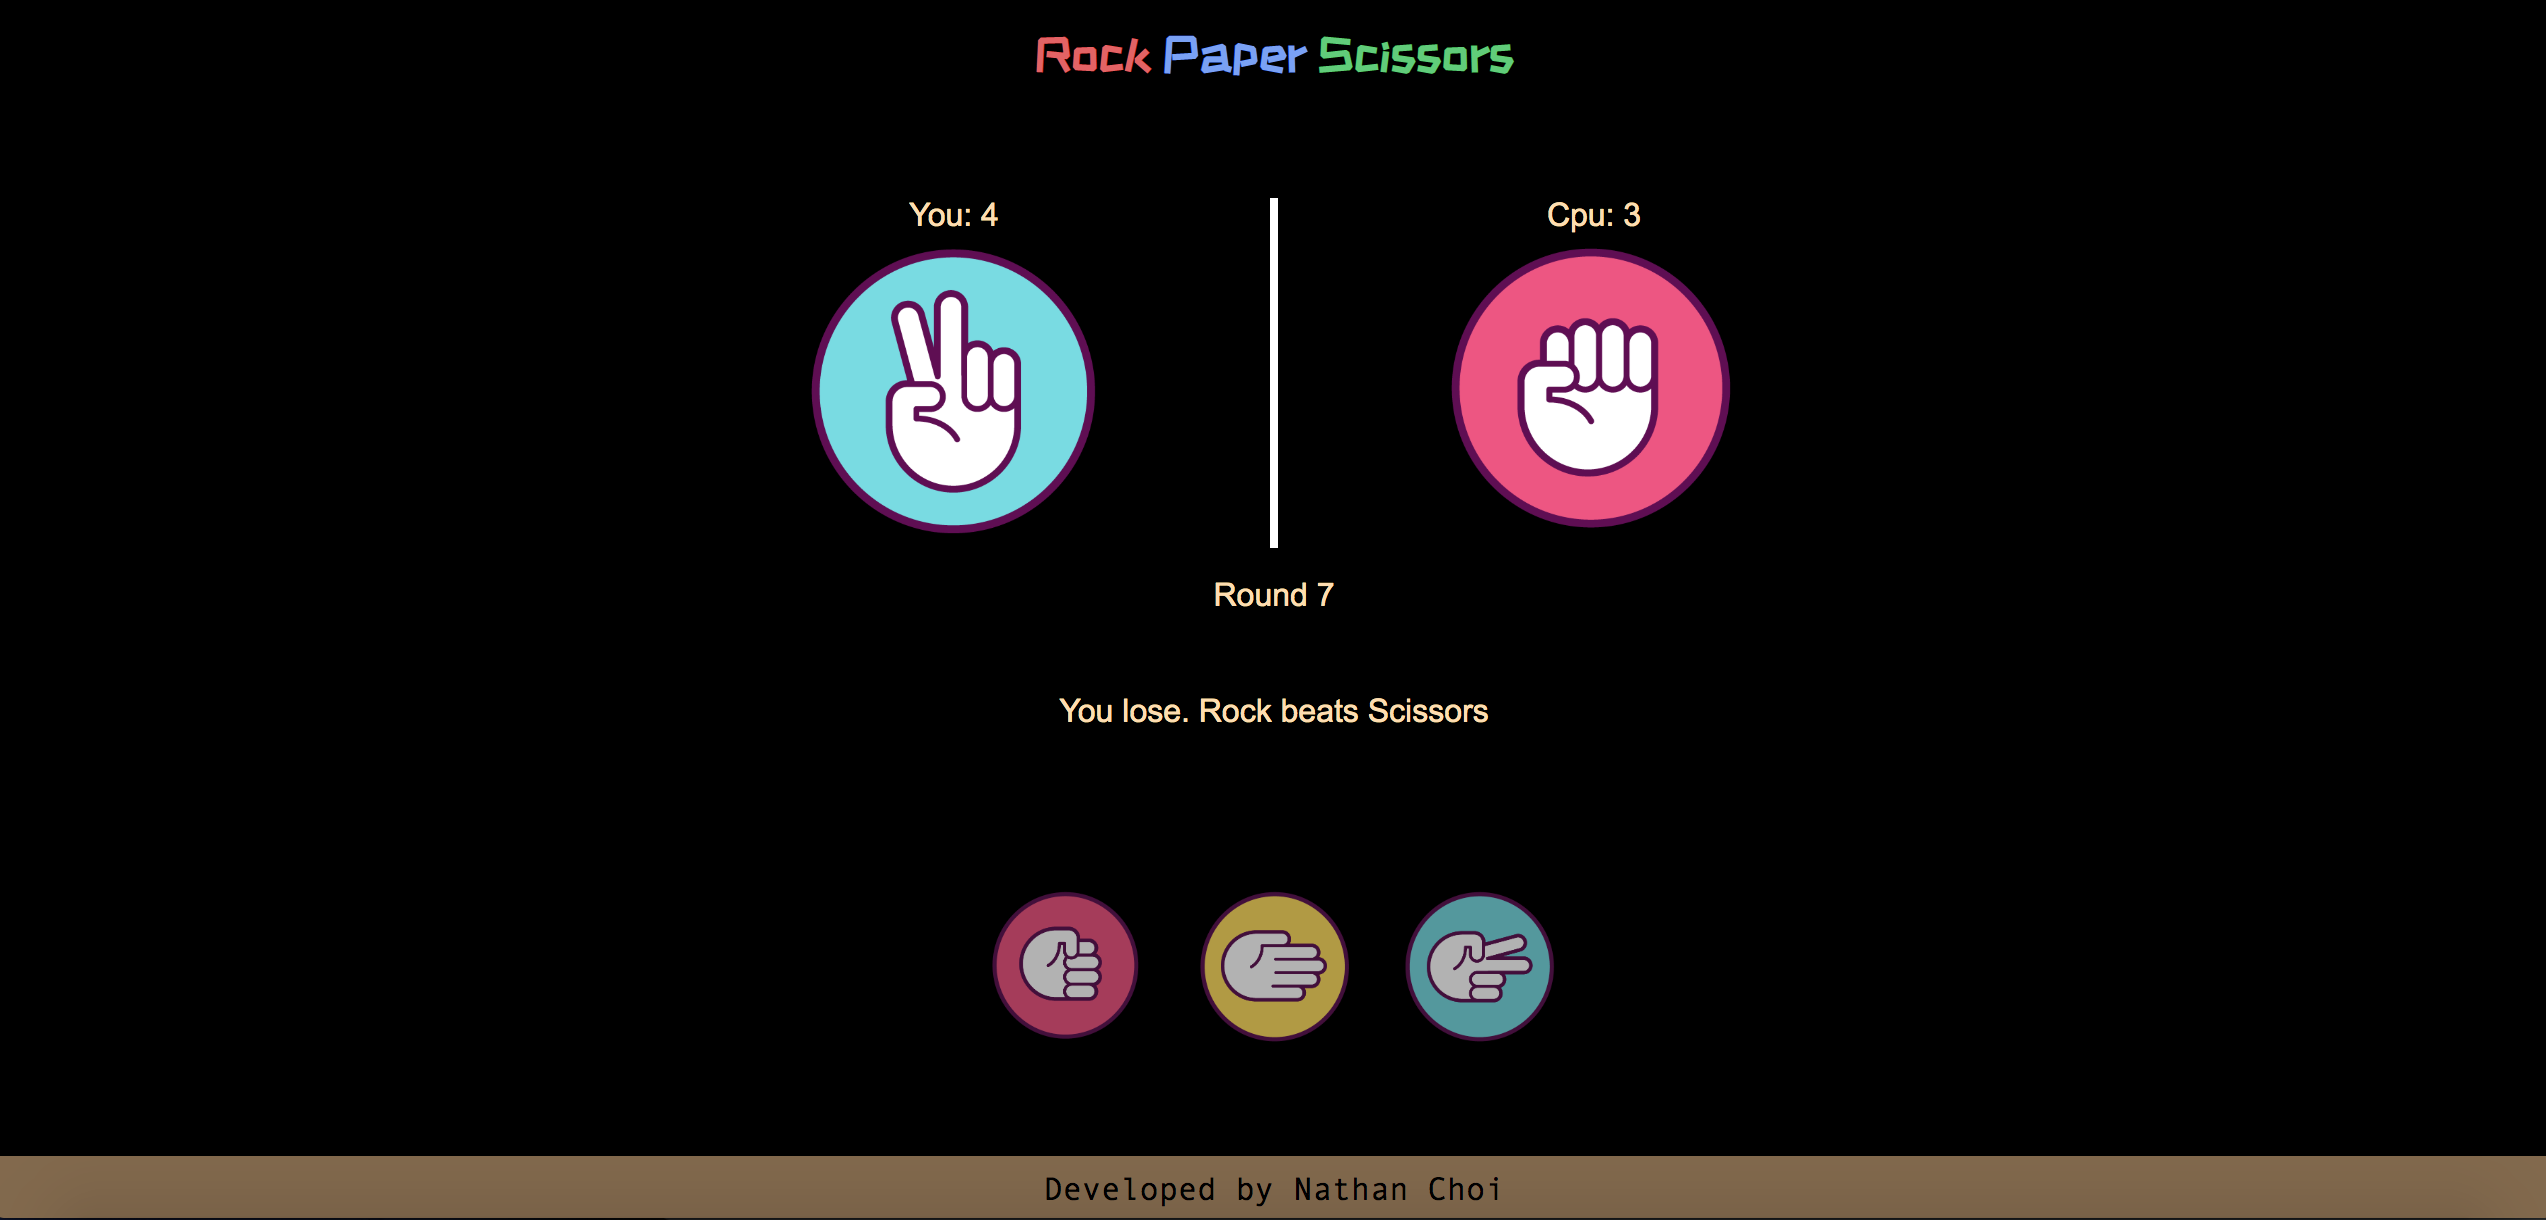 Rock Paper Scissors
You: 4
Cpu: 3
Round 7
You lose. Rock beats Scissors
Developed by Nathan Choi